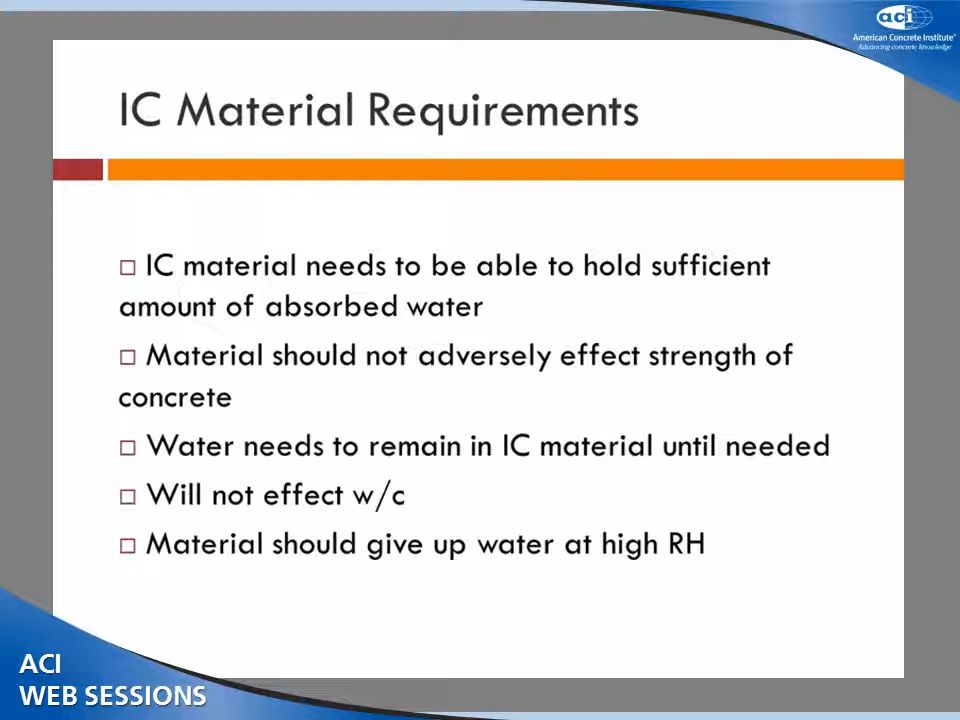 aci
American Concrete Institute®
Advancing concrete knowledge
IC Material Requirements
□ IC material needs to be able to hold sufficient
amount of absorbed water
□ Material should not adversely effect strength of
concrete
□ Water needs to remain in IC material until needed
□ Will not effect w/c
□ Material should give up water at high RH
ACI
WEB SESSIONS